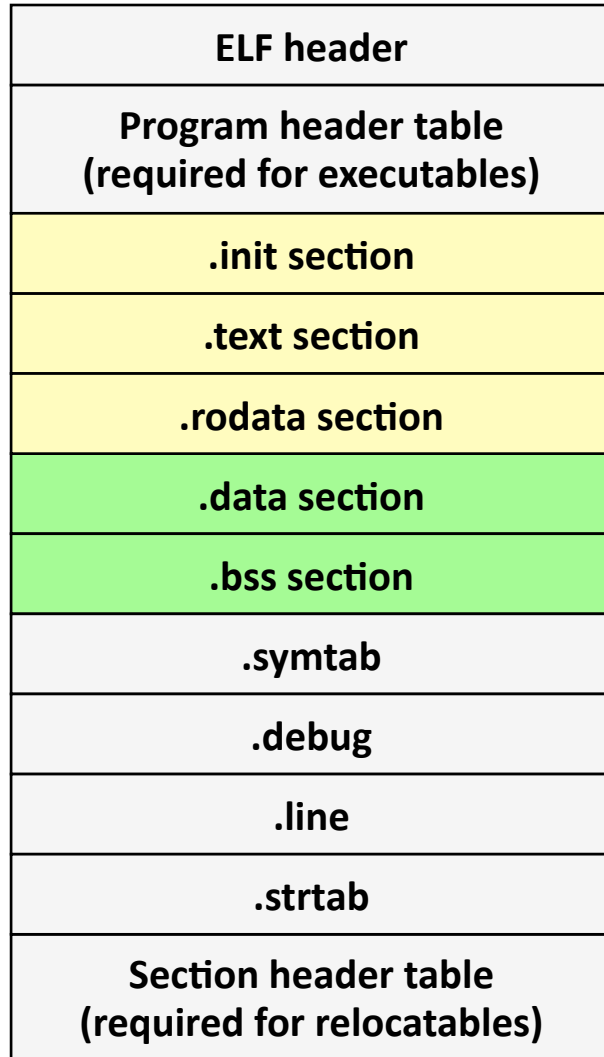 ELF header
Program header table
(required for executables)
.init section
.text section
.rodata section
.data section
.bss section
.symtab
.debug
.line
.strtab
Section header table
(required for relocatables)